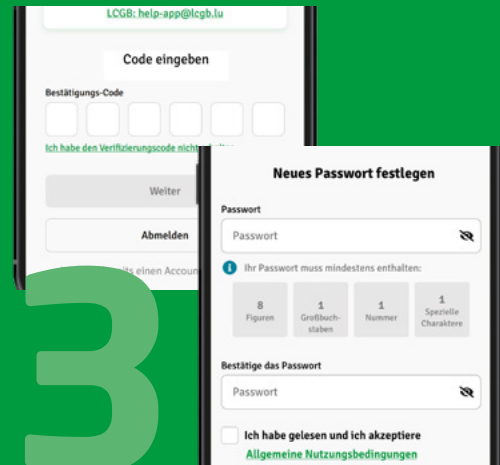 LCGB: help-app@lcgb.lu
Code eingeben
Bestätigungs-Code
Ich habe den Verifizierungscode nicht
Weiter
Abmelden
einen Accoun
3
Neues Passwort festlegen
Passwort
Passwort
Ihr Passwort muss mindestens enthalten:
8
Figuren
1
Großbuch-
staben
1
Nummer
1
Spezielle
Charaktere
Bestätige das Passwort
Passwort
Ich habe gelesen und ich akzeptiere
Allgemeine Nutzungsbedingungen